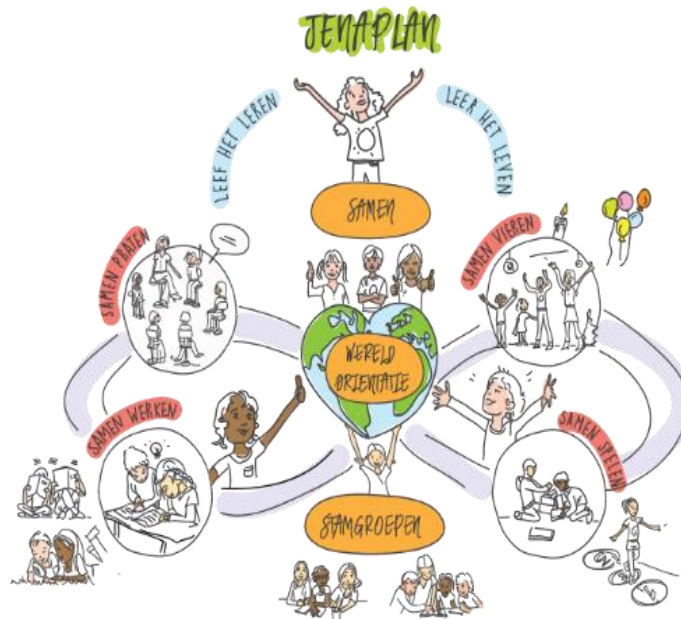 JENAPLAN
LEEF HET LEREN
LEER HET LEVEN
SAMEN
SAMEN PRATEN
SAMEN VIEREN
WERELD
ORIENTATIE
SAMEN WERKEN
SAMEN SPELEN
STAMGROEPEN